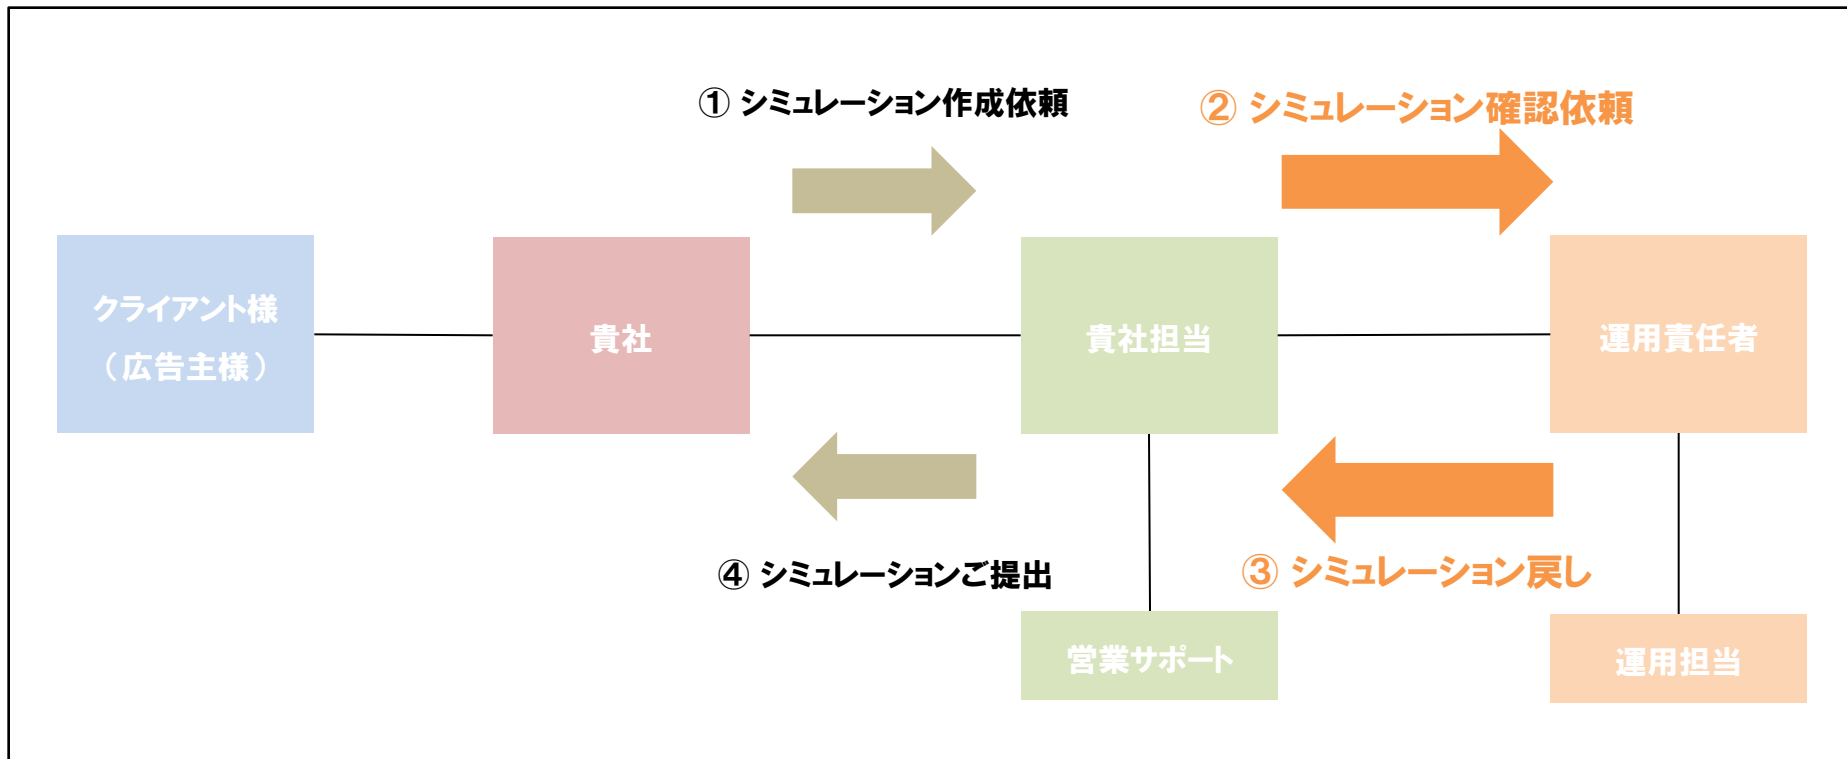 ① シミュレーション作成依頼
② シミュレーション確認依頼
クライアント様
（広告主様）
貴社
貴社担当
運用責任者
④ シミュレーションご提出
③ シミュレーション戻し
営業サポート
運用担当